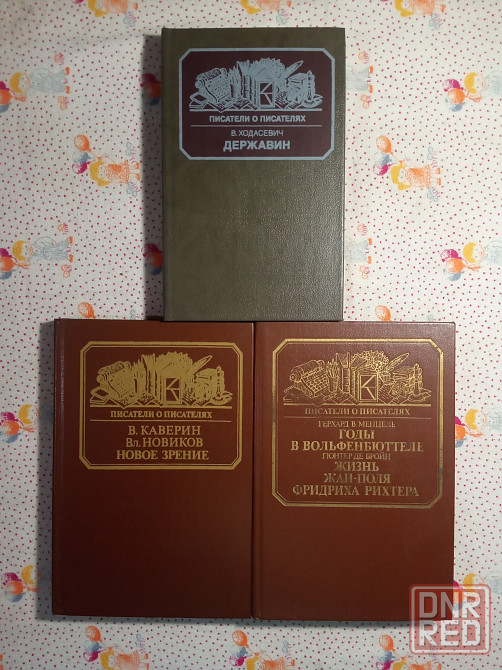 ПИСАТЕЛИ О ПИСАТЕЛЯХ
В. ХОДАСЕВИЧ
ДЕРЖАВИН
ПИСАТЕЛИ О ПИСАТЕЛЯХ
В. КАВЕРИН
Вл. НОВИКОВ
НОВОЕ ЗРЕНИЕ
ПИСАТЕЛИ О ПИСАТЕЛЯХ
ГЕРХАРД В. МЕНЦЕЛЬ
ГОДЫ
В ВОЛЬФЕНБЮТТЕЛЕ
ГЮНТЕР ДЕ БРОЙН
ЖИЗНЬ
ЖАН-ПОЛЯ
ФРИДРИХА РИХТЕРА
DNR
RED